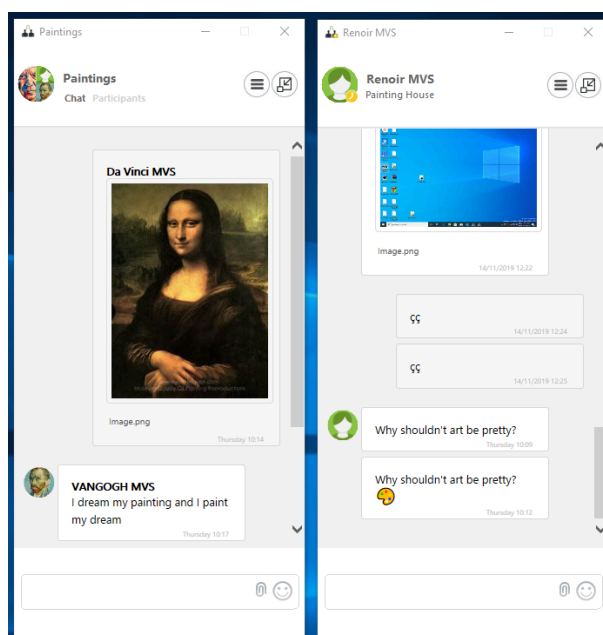 Paintings
Paintings
Chat Participants
Da Vinci MVS
Image.png
Thursday 10:14
VANGOGH MVS
I dream my painting and I paint
my dream
Thursday 10:17
Renoir MVS
Renoir MVS
Painting House
Image.png
14/11/2019 12:22
çç
14/11/2019 12:24
çç
14/11/2019 12:25
Why shouldn't art be pretty?
Thursday 10:09
Why shouldn't art be pretty?
Thursday 10:12